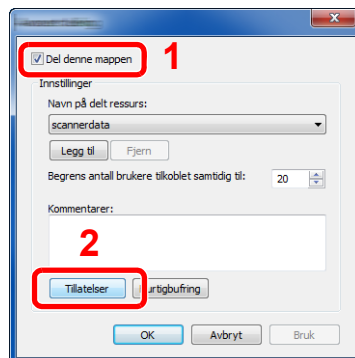 Del denne mappen
1
Innstillinger
Navn på delt ressurs:
scannerdata
Legg til Fjern
Begrens antall brukere tilkoblet samtidig til: 20
Kommentarer:
2
Tillatelser urtigbufring
OK Avbryt Bruk